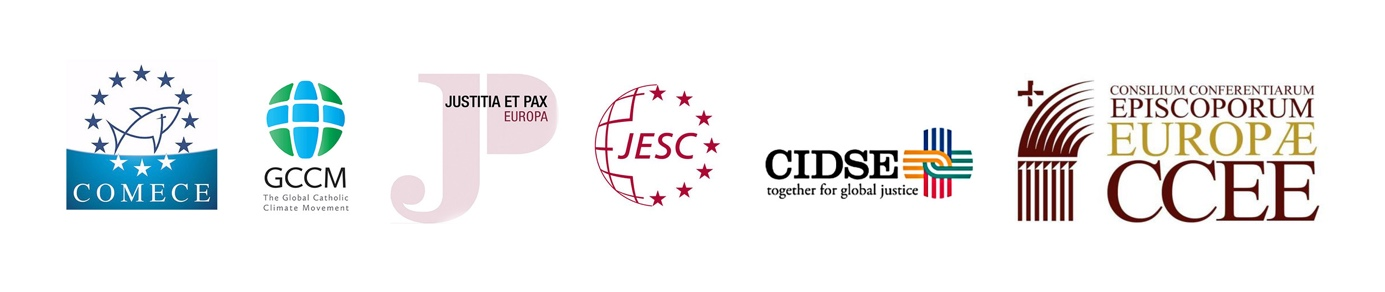 COMECE
GCCM
The Global Catholic
Climate Movement
JP
JUSTITIA ET PAX
EUROPA
JESC
CIDSE
together for global justice
CONSILIUM CONFERENTIARUM
EPISCOPORUM
EUROPÆ
CCEE